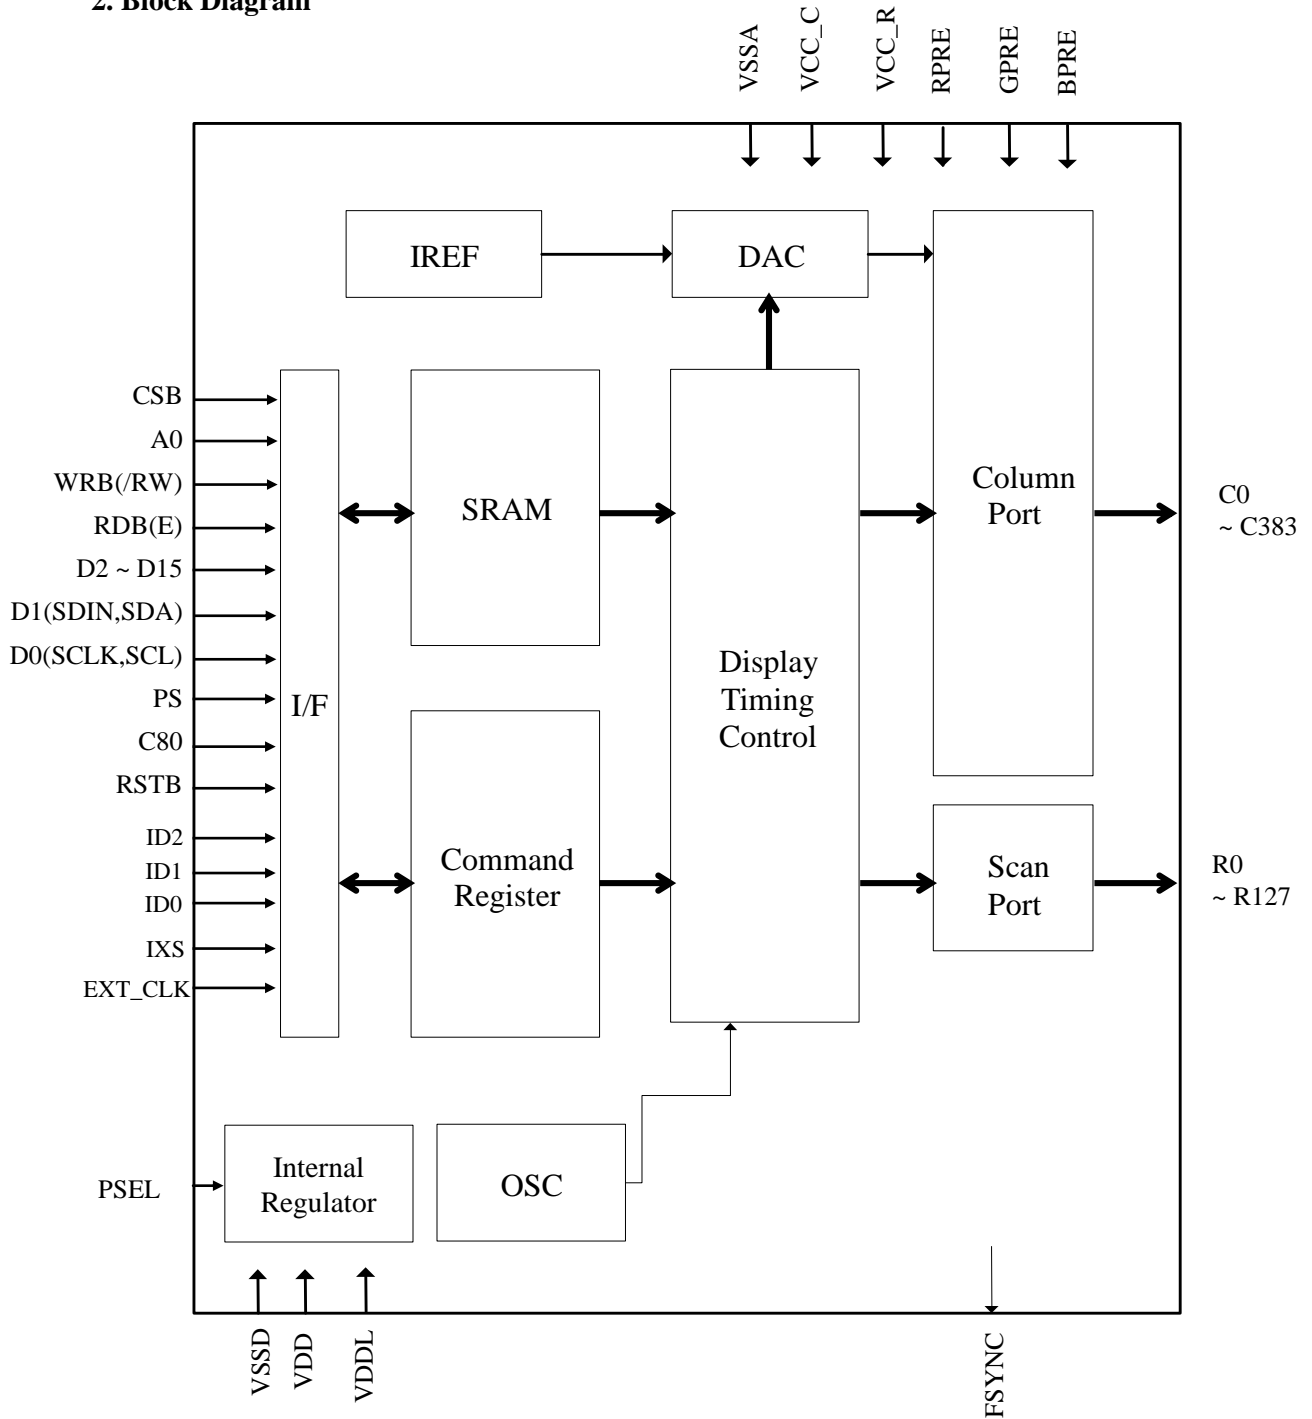 2. Block Diagram
VSSA
VCC_C
VCC_R
RPRE
GPRE
BPRE
IREF
DAC
CSB
A0
WRB(/RW)
RDB(E)
D2 ~ D15
D1(SDIN,SDA)
D0(SCLK,SCL)
PS
C80
RSTB
ID2
ID1
ID0
IXS
EXT_CLK
I/F
SRAM
Command
Register
Display
Timing
Control
Column
Port
Scan
Port
C0
~ C383
R0
~ R127
PSEL
Internal
Regulator
OSC
VSSD
VDD
VDDL
FSYNC